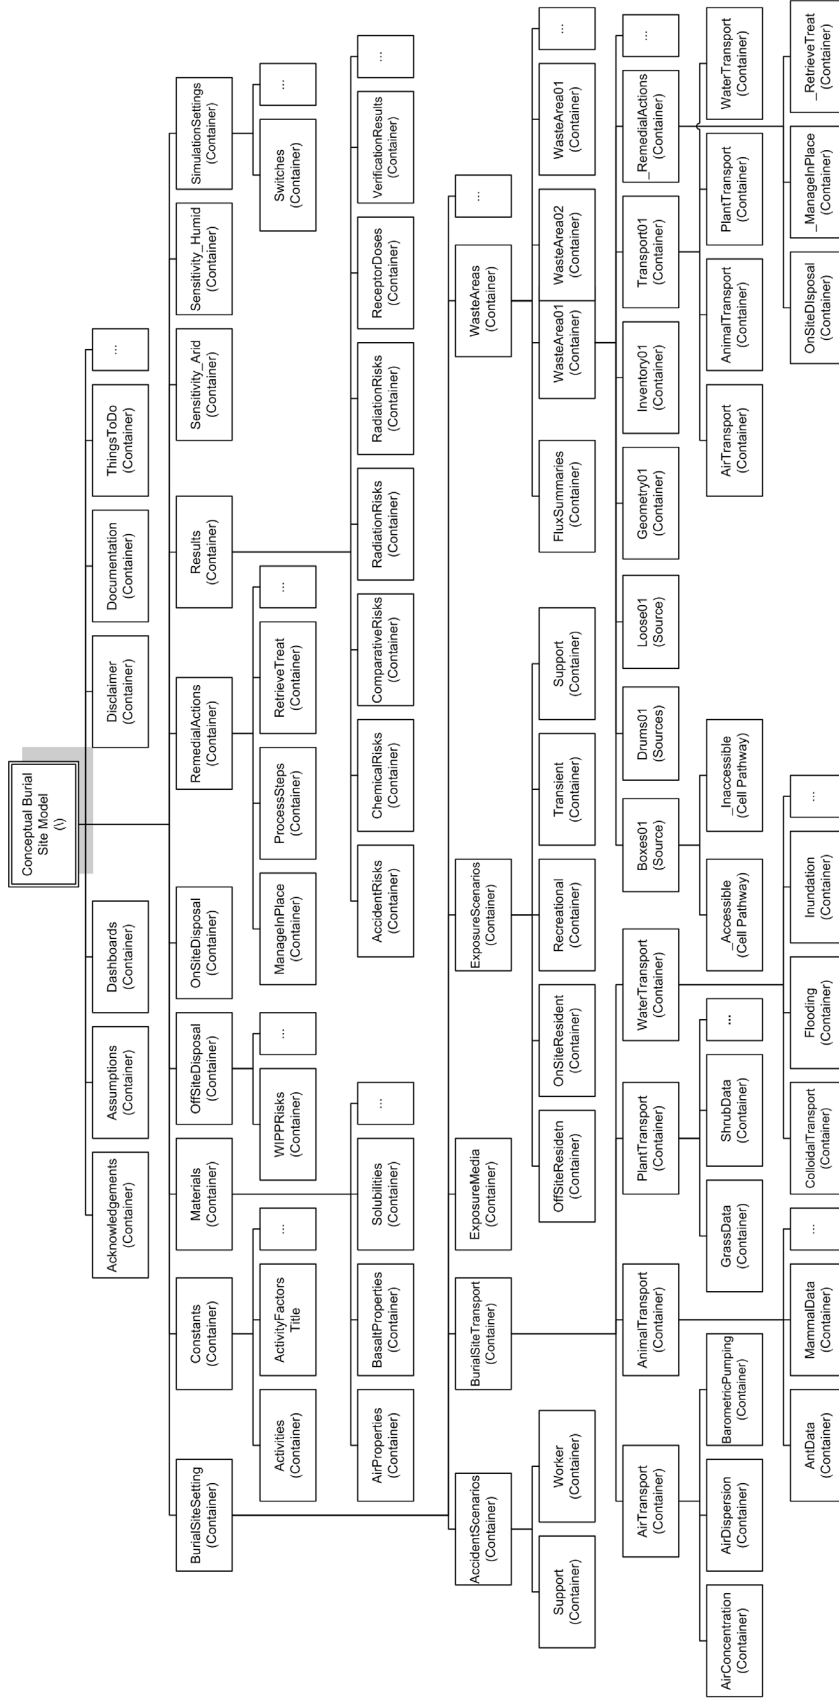 Conceptual Burial
Site Model
(\)
Acknowledgements
(Container)
Assumptions
(Container)
Dashboards
(Container)
Disclaimer
(Container)
Documentation
(Container)
ThingsToDo
(Container)
...
BurialSiteSetting
(Container)
Constants
(Container)
Materials
(Container)
OffSiteDisposal
(Container)
OnSiteDisposal
(Container)
RemedialActions
(Container)
Results
(Container)
Sensitivity_Arid
(Container)
Sensitivity_Humid
(Container)
SimulationSettings
(Container)
Activities
(Container)
ActivityFactors
Title
...
WIPPRisks
(Container)
...
ManageInPlace
(Container)
ProcessSteps
(Container)
RetrieveTreat
(Container)
...
Switches
(Container)
...
AirProperties
(Container)
BasaltProperties
(Container)
Solubilities
(Container)
...
AccidentRisks
(Container)
ChemicalRisks
(Container)
ComparativeRisks
(Container)
RadiationRisks
(Container)
RadiationRisks
(Container)
ReceptorDoses
(Container)
VerificationResults
(Container)
...
AccidentScenarios
(Container)
BurialSiteTransport
(Container)
ExposureMedia
(Container)
ExposureScenarios
(Container)
WasteAreas
(Container)
...
Support
(Container)
Worker
(Container)
OffSiteResidetn
(Container)
OnSiteResident
(Container)
Recreational
(Container)
Transient
(Container)
Support
(Container)
FluxSummaries
(Container)
WasteArea01
(Container)
WasteArea02
(Container)
WasteArea01
(Container)
...
AirTransport
(Container)
AnimalTransport
(Container)
PlantTransport
(Container)
WaterTransport
(Container)
Boxes01
(Source)
Drums01
(Sources)
Loose01
(Source)
Geometry01
(Container)
Inventory01
(Container)
Transport01
(Container)
_RemedialActions
(Container)
...
AirConcentration
(Container)
AirDispersion
(Container)
BarometricPumping
(Container)
GrassData
(Container)
ShrubData
(Container)
...
_Accessible
(Cell Pathway)
_Inaccessible
(Cell Pathway)
AirTransport
(Container)
AnimalTransport
(Container)
PlantTransport
(Container)
WaterTransport
(Container)
AntData
(Container)
MammalData
(Container)
...
ColloidalTransport
(Container)
Flooding
(Container)
Inundation
(Container)
...
OnSiteDIsposal
(Container)
_ManageInPlace
(Container)
_RetrieveTreat
(Container)